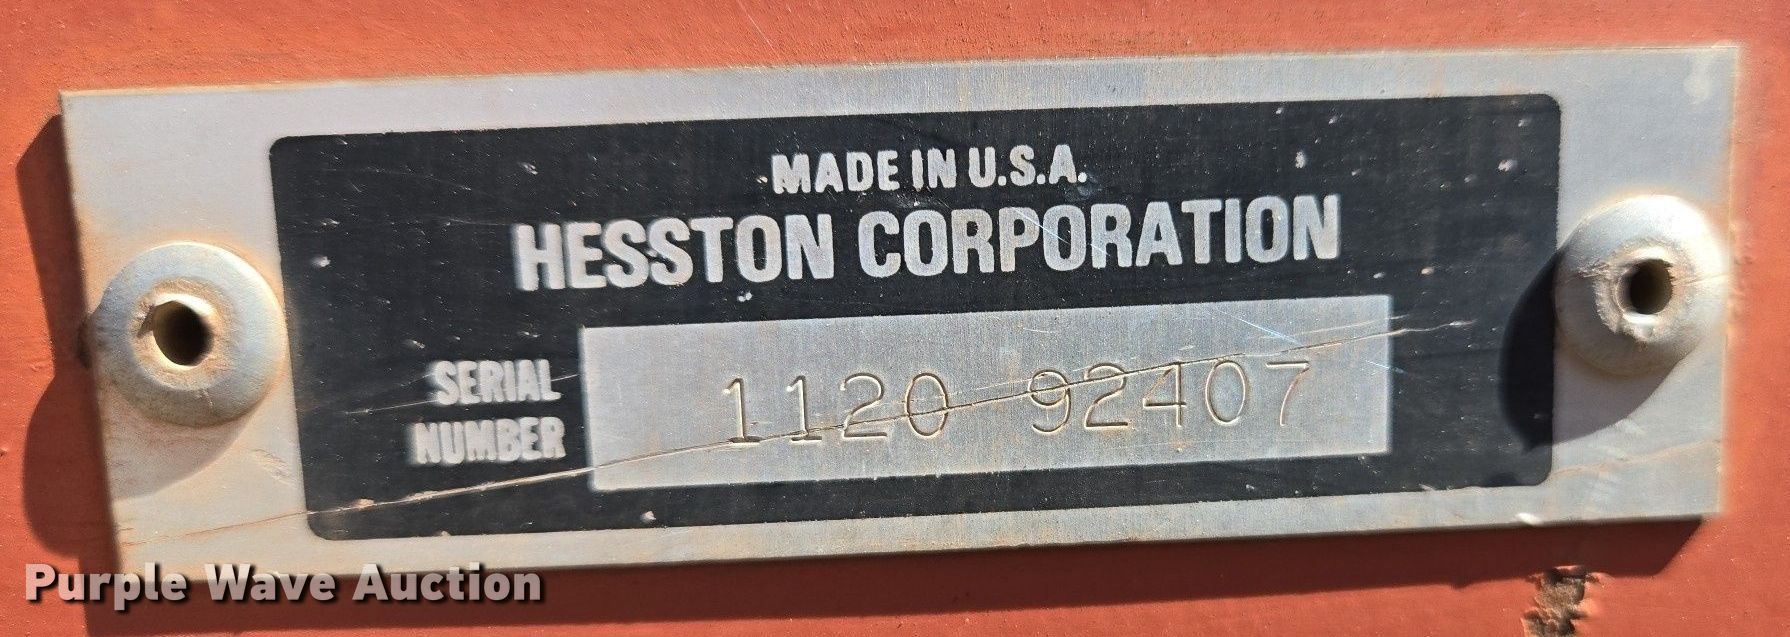 MADE IN U.S.A.
HESSTON CORPORATION
SERIAL
NUMBER
1120 92407
Purple Wave Auction